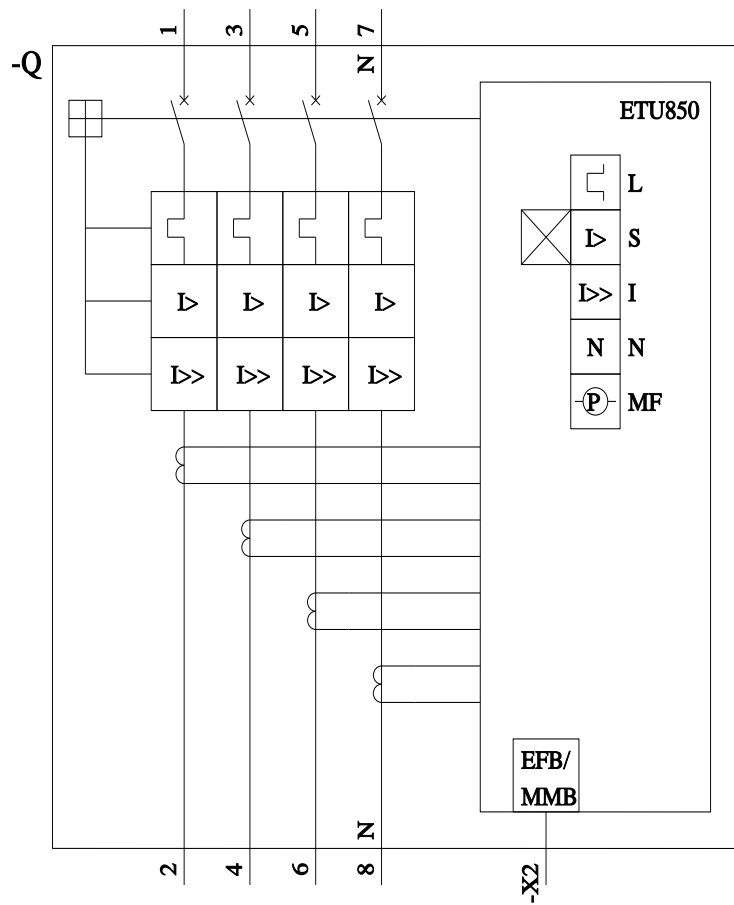 1 3 5 7
-Q N
ETU850
L
I> S
I>> I
N N
P MF
I> I> I> I>
I>> I>> I>> I>>
EFB/
MMB
N
2 4 6 8 -X2